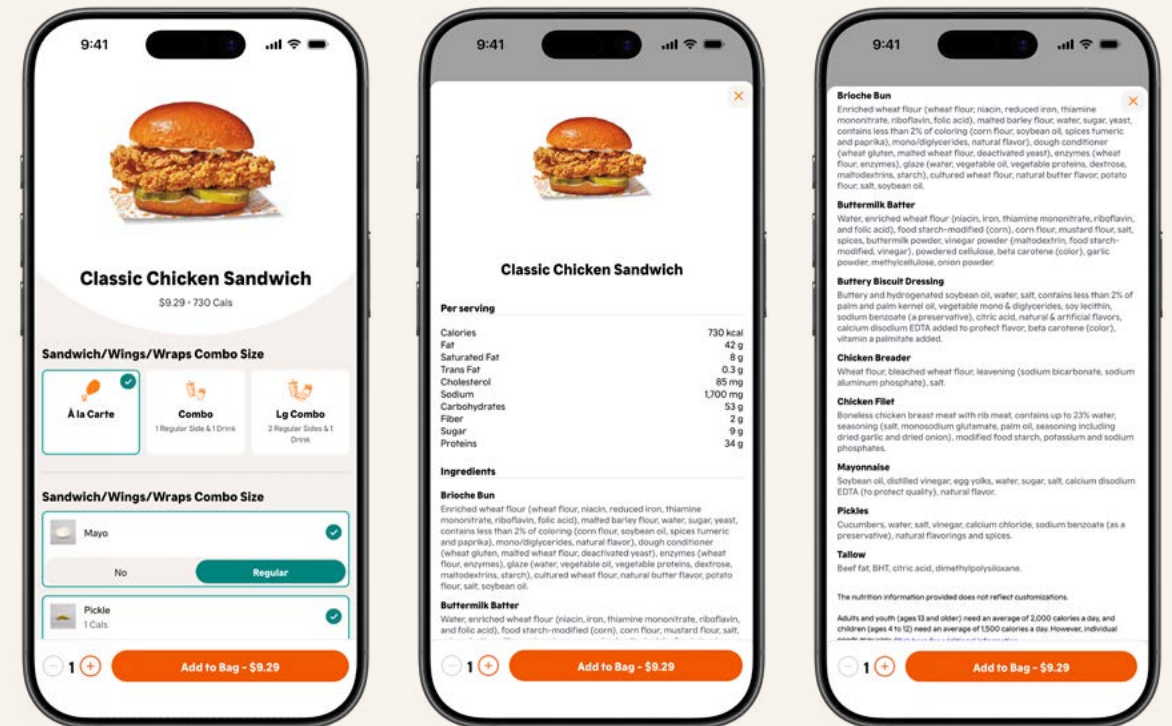 9:41
Classic Chicken Sandwich
$9.29 • 730 Cals
Sandwich/Wings/Wraps Combo Size
À la Carte
Combo
1 Regular Side & 1 Drink
Lg Combo
2 Regular Sides & 1
Drink
Sandwich/Wings/Wraps Combo Size
Mayo
No
Regular
Pickle
1 Cals
1
Add to Bag - $9.29
9:41
Classic Chicken Sandwich
Per serving
Calories 730 kcal
Fat 42 g
Saturated Fat 8 g
Trans Fat 0.3 g
Cholesterol 85 mg
Sodium 1,700 mg
Carbohydrates 53 g
Fiber 2 g
Sugar 9 g
Proteins 34 g
Ingredients
Brioche Bun
Enriched wheat flour (wheat flour, niacin, reduced iron, thiamine
mononitrate, riboflavin, folic acid), malted barley flour, water, sugar, yeast,
contains less than 2% of coloring (corn flour, soybean oil, spices tumeric
and paprika), mono/diglycerides, natural flavor), dough conditioner
(wheat gluten, malted wheat flour, deactivated yeast), enzymes (wheat
flour, enzymes), glaze (water, vegetable oil, vegetable proteins, dextrose,
maltodextrins, starch), cultured wheat flour, natural butter flavor, potato
flour, salt, soybean oil.
Buttermilk Batter
Water, enriched wheat flour (niacin, iron, thiamine mononitrate, riboflavin,
and folic acid), food starch-modified (corn), corn flour, mustard flour, salt,
1
Add to Bag - $9.29
9:41
Brioche Bun
Enriched wheat flour (wheat flour, niacin, reduced iron, thiamine
mononitrate, riboflavin, folic acid), malted barley flour, water, sugar, yeast,
contains less than 2% of coloring (corn flour, soybean oil, spices tumeric
and paprika), mono/diglycerides, natural flavor), dough conditioner
(wheat gluten, malted wheat flour, deactivated yeast), enzymes (wheat
flour, enzymes), glaze (water, vegetable oil, vegetable proteins, dextrose,
maltodextrins, starch), cultured wheat flour, natural butter flavor, potato
flour, salt, soybean oil.
Buttermilk Batter
Water, enriched wheat flour (niacin, iron, thiamine mononitrate, riboflavin,
and folic acid), food starch-modified (corn), corn flour, mustard flour, salt,
spices, buttermilk powder, vinegar powder (maltodextrin, food starch-
modified, vinegar), powdered cellulose, beta carotene (color), garlic
powder, methylcellulose, onion powder.
Buttery Biscuit Dressing
Buttery and hydrogenated soybean oil, water, salt, contains less than 2% of
palm and palm kernel oil, vegetable mono & diglycerides, soy lecithin,
sodium benzoate (a preservative), citric acid, natural & artificial flavors,
calcium disodium EDTA added to protect flavor, beta carotene (color),
vitamin a palmitate added.
Chicken Breader
Wheat flour, bleached wheat flour, leavening (sodium bicarbonate, sodium
aluminum phosphate), salt.
Chicken Filet
Boneless chicken breast meat with rib meat, contains up to 23% water,
seasoning (salt, monosodium glutamate, palm oil, seasoning including
dried garlic and dried onion), modified food starch, potassium and sodium
phosphates.
Mayonnaise
Soybean oil, distilled vinegar, egg yolks, water, sugar, salt, calcium disodium
EDTA (to protect quality), natural flavor.
Pickles
Cucumbers, water, salt, vinegar, calcium chloride, sodium benzoate (as a
preservative), natural flavorings and spices.
Tallow
Beef fat, BHT, citric acid, dimethylpolysiloxane.
The nutrition information provided does not reflect customizations.
Adults and youth (ages 13 and older) need an average of 2,000 calories a day, and
children (ages 4 to 12) need an average of 1,500 calories a day. However, individual
1
Add to Bag - $9.29